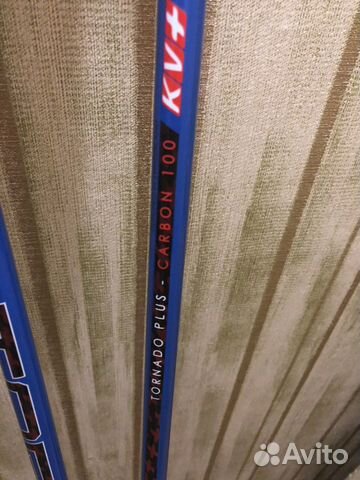 KV+
TORNADO PLUS - CARBON 100
Avito